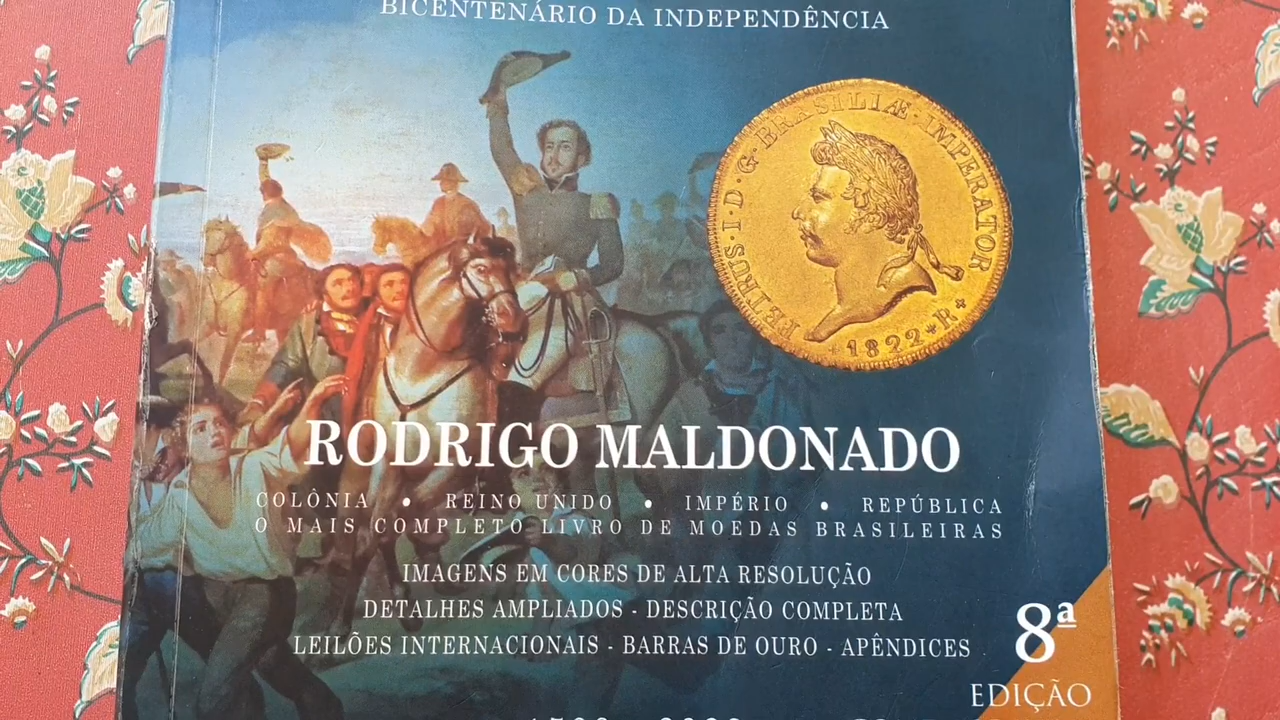 BICENTENÁRIO DA INDEPENDÊNCIA
PETRUS·I·D·G·BRASILIÆ·IMPERATOR
1822·R
RODRIGO MALDONADO
COLÔNIA • REINO UNIDO • IMPÉRIO • REPÚBLICA
O MAIS COMPLETO LIVRO DE MOEDAS BRASILEIRAS
IMAGENS EM CORES DE ALTA RESOLUÇÃO
DETALHES AMPLIADOS - DESCRIÇÃO COMPLETA
LEILÕES INTERNACIONAIS - BARRAS DE OURO - APÊNDICES
8ª
EDIÇÃO